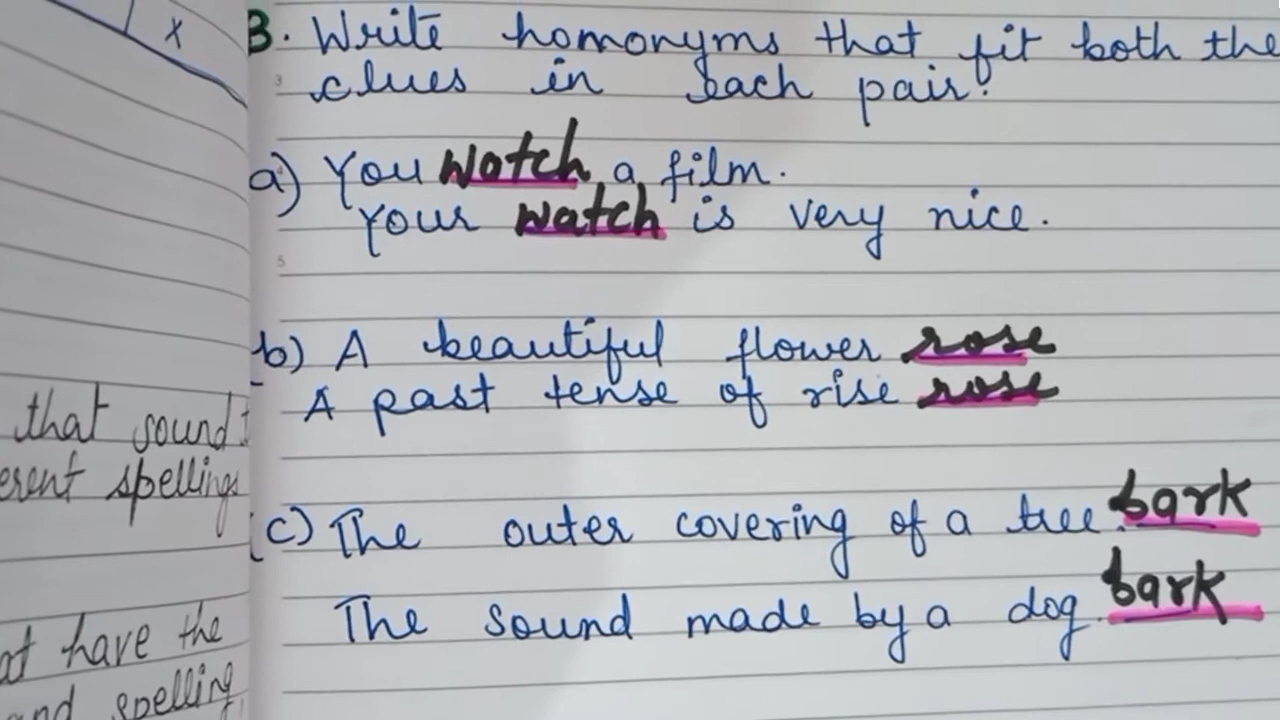 x
B. Write homonyms that fit both the
clues in each pair.
a) You watch a film.
Your watch is very nice.
b) A beautiful flower rose
A past tense of rise rose
(c) The outer covering of a tree. bark
The sound made by a dog. bark
that sound
erent spellings
at have the
and spelling